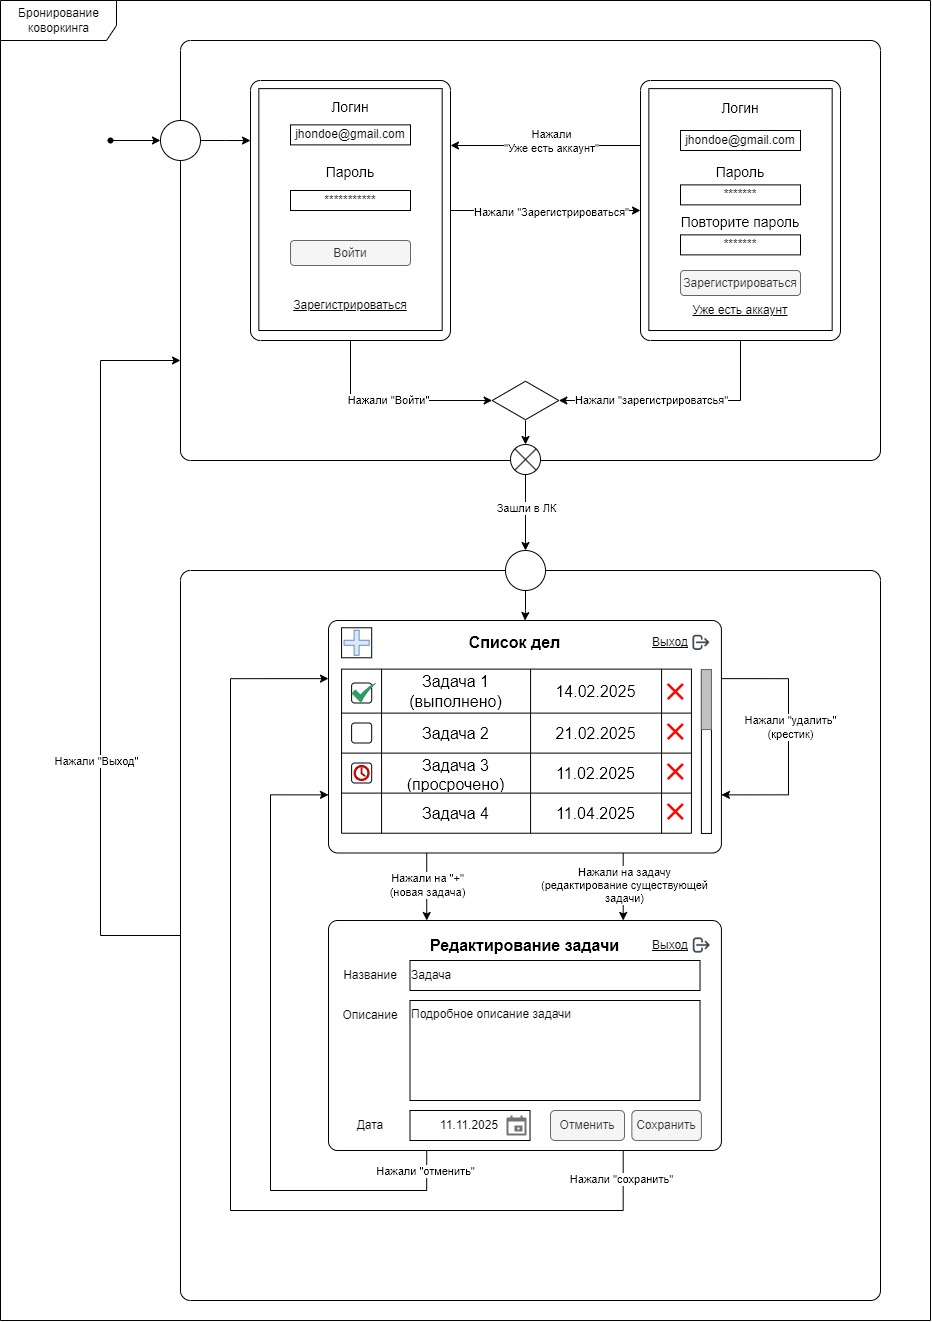 Бронирование
коворкинга
Логин
jhondoe@gmail.com
Пароль
***********
Войти
Зарегистрироваться
Нажали
"Уже есть аккаунт"
Нажали "Зарегистрироваться"
Логин
jhondoe@gmail.com
Пароль
*******
Повторите пароль
*******
Зарегистрироваться
Уже есть аккаунт
Нажали "Войти"
Нажали "зарегистрироваться"
Зашли в ЛК
Список дел
Выход
Задача 1
(выполнено)
14.02.2025
Задача 2
21.02.2025
Задача 3
(просрочено)
11.02.2025
Задача 4
11.04.2025
Нажали "удалить"
(крестик)
Нажали "Выход"
Нажали на "+"
(новая задача)
Нажали на задачу
(редактирование существующей
задачи)
Редактирование задачи
Выход
Название
Задача
Описание
Подробное описание задачи
Дата
11.11.2025
Отменить
Сохранить
Нажали "отменить"
Нажали "сохранить"